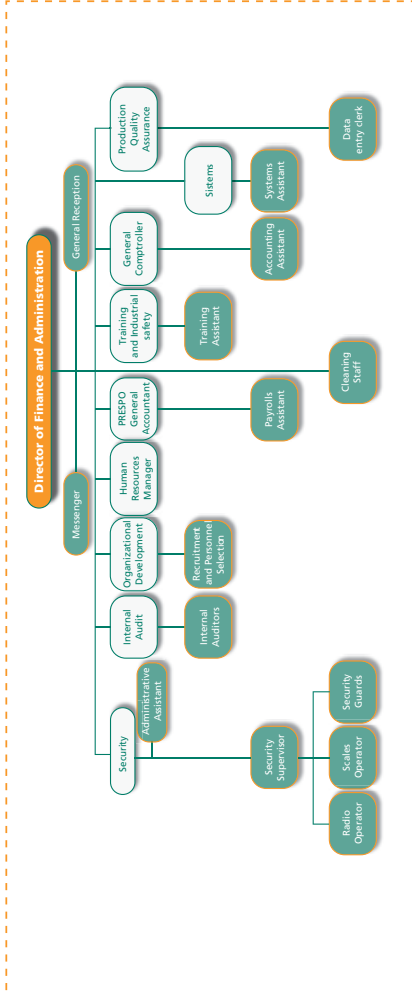 Director of Finance and Administration
Messenger
General Reception
Security
Internal
Audit
Organizational
Development
Human
Resources
Manager
PRESPO
General
Accountant
Training
and Industrial
safety
General
Comptroller
Production
Quality
Assurance
Administrative
Assistant
Sistems
Internal
Auditors
Recruitment
and Personnel
Selection
Training
Assistant
Security
Supervisor
Payrolls
Assistant
Accounting
Assistant
Systems
Assistant
Radio
Operator
Scales
Operator
Security
Guards
Cleaning
Staff
Data
entry clerk